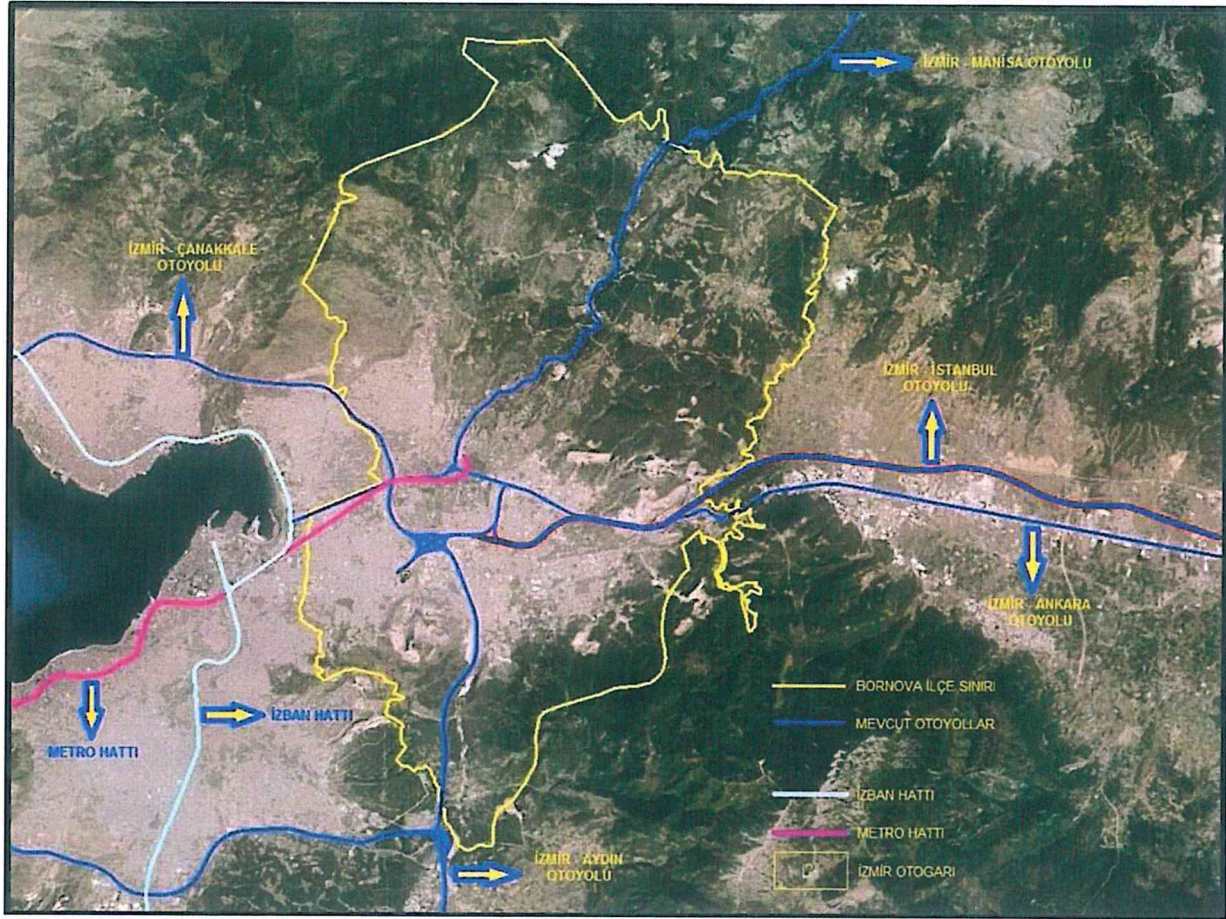 İZMİR - MANİSA OTOYOLU
İZMİR - ÇANAKKALE
OTOYOLU
İZMİR - İSTANBUL
OTOYOLU
İZMİR - ANKARA
OTOYOLU
BORNOVA İLÇE SINIRI
MEVCUT OTOYOLLAR
İZBAN HATTI
METRO HATTI
İZBAN HATTI
METRO HATTI
İZMİR OTOGARI
İZMİR - AYDIN
OTOYOLU